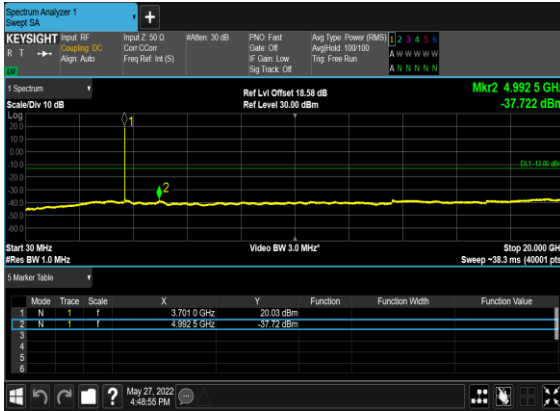 Spectrum Analyzer 1
Swept SA
+
KEYSIGHT Input: RF Input Z: 50 Ω #Atten: 30 dB PNO: Fast Avg Type: Power (RMS) 1 2 3 4 5 6
R T Coupling: DC Corr CCorr Gate: Off Avg|Hold: 100/100 A W W W W W
Align: Auto Freq Ref: Int (S) IF Gain: Low Trig: Free Run
Sig Track: Off A N N N N N
1 Spectrum Ref Lvl Offset 18.58 dB Mkr2 4.992 5 GHz
Scale/Div 10 dB Ref Level 30.00 dBm -37.722 dBm
Log
20.0
10.0
0.00
-10.0
-20.0
-30.0
-40.0
-50.0
-60.0
1
2
DL1 -13.00 dBm
Start 30 MHz Video BW 3.0 MHz* Stop 20.000 GHz
#Res BW 1.0 MHz Sweep ~38.3 ms (40001 pts)
5 Marker Table
Mode Trace Scale X Y Function Function Width Function Value
1 N 1 f 3.701 0 GHz 20.03 dBm
2 N 1 f 4.992 5 GHz -37.72 dBm
3
4
5
6
?
May 27, 2022
4:48:55 PM